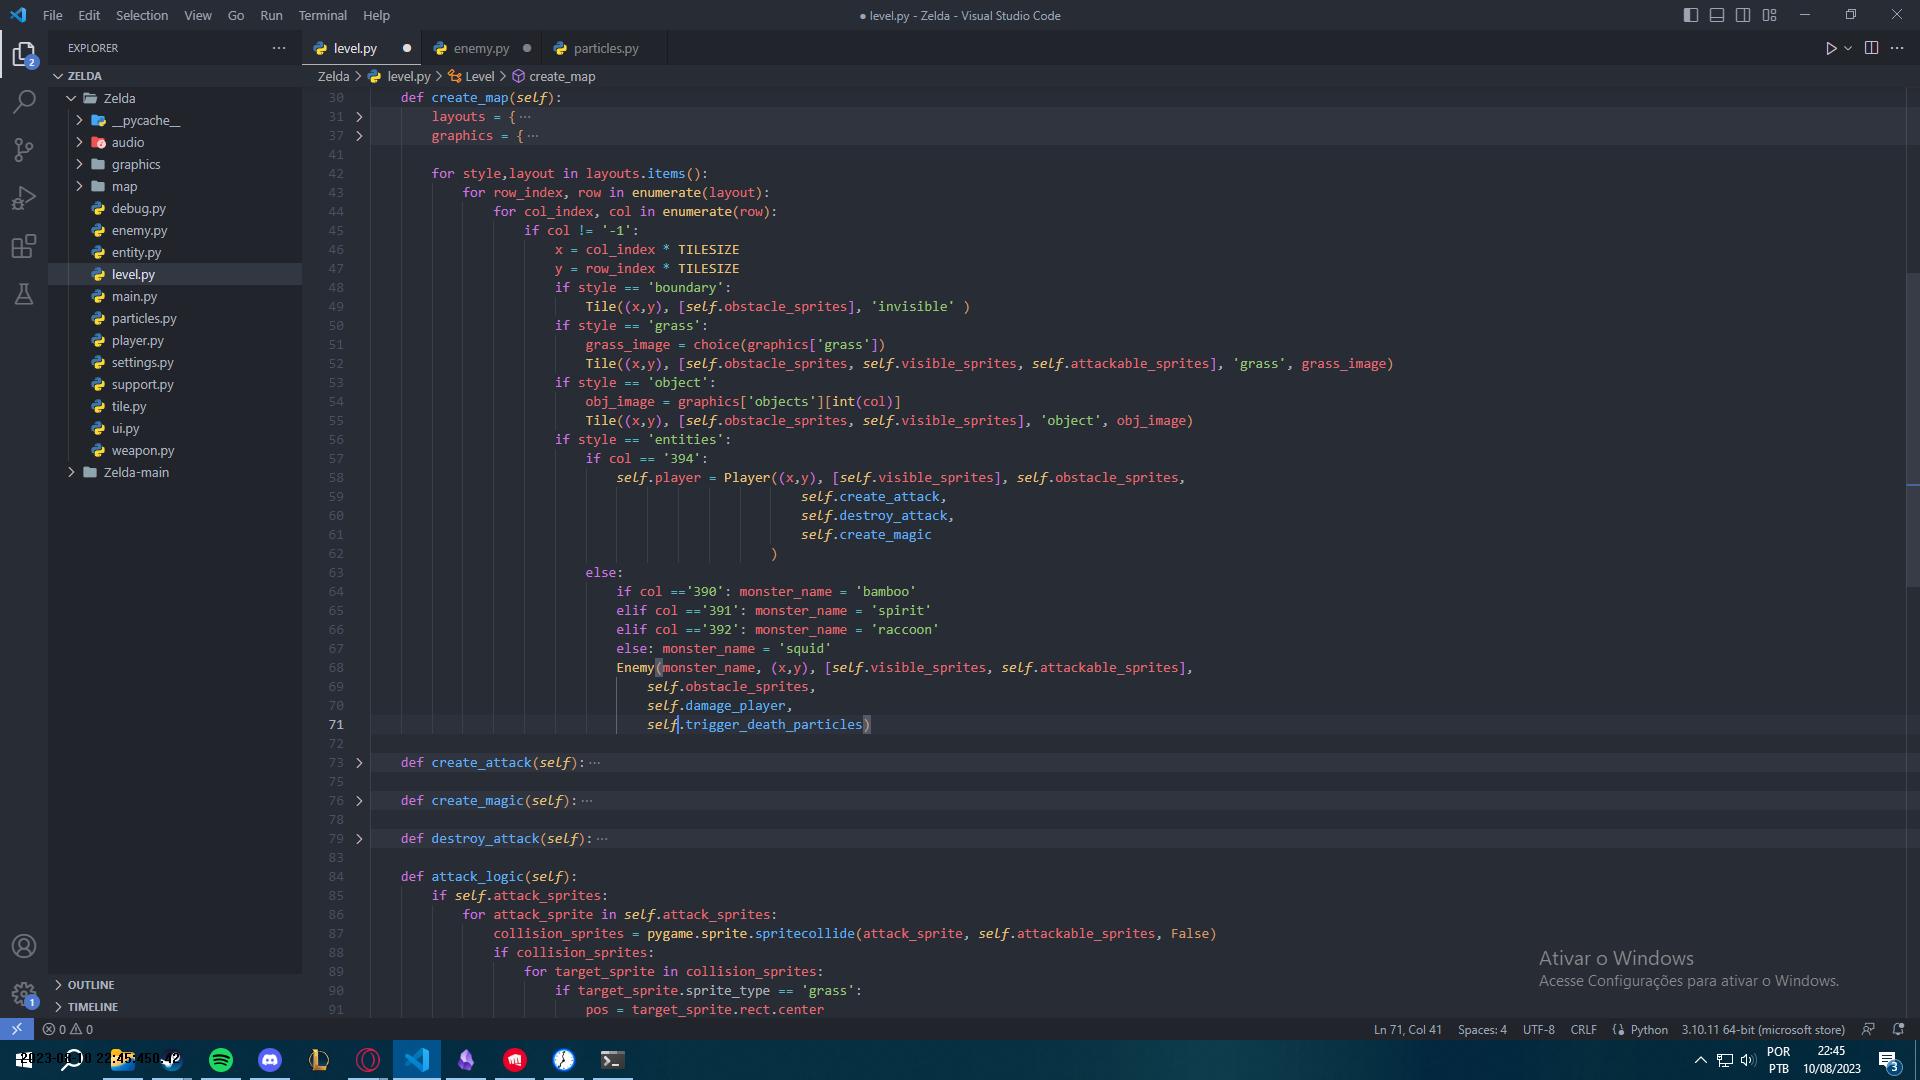 File Edit Selection View Go Run Terminal Help
● level.py - Zelda - Visual Studio Code
EXPLORER
ZELDA
Zelda
__pycache__
audio
graphics
map
debug.py
enemy.py
entity.py
level.py
main.py
particles.py
player.py
settings.py
support.py
tile.py
ui.py
weapon.py
Zelda-main
OUTLINE
TIMELINE
2
1
level.py
enemy.py
particles.py
Zelda > level.py > Level > create_map
30 def create_map(self):
31 layouts = { ···
37 graphics = { ···
41
42 for style,layout in layouts.items():
43 for row_index, row in enumerate(layout):
44 for col_index, col in enumerate(row):
45 if col != '-1':
46 x = col_index * TILESIZE
47 y = row_index * TILESIZE
48 if style == 'boundary':
49 Tile((x,y), [self.obstacle_sprites], 'invisible' )
50 if style == 'grass':
51 grass_image = choice(graphics['grass'])
52 Tile((x,y), [self.obstacle_sprites, self.visible_sprites, self.attackable_sprites], 'grass', grass_image)
53 if style == 'object':
54 obj_image = graphics['objects'][int(col)]
55 Tile((x,y), [self.obstacle_sprites, self.visible_sprites], 'object', obj_image)
56 if style == 'entities':
57 if col == '394':
58 self.player = Player((x,y), [self.visible_sprites], self.obstacle_sprites,
59 self.create_attack,
60 self.destroy_attack,
61 self.create_magic
62 )
63 else:
64 if col =='390': monster_name = 'bamboo'
65 elif col =='391': monster_name = 'spirit'
66 elif col =='392': monster_name = 'raccoon'
67 else: monster_name = 'squid'
68 Enemy(monster_name, (x,y), [self.visible_sprites, self.attackable_sprites],
69 self.obstacle_sprites,
70 self.damage_player,
71 self.trigger_death_particles)
72
73 def create_attack(self): ···
75
76 def create_magic(self): ···
78
79 def destroy_attack(self): ···
83
84 def attack_logic(self):
85 if self.attack_sprites:
86 for attack_sprite in self.attack_sprites:
87 collision_sprites = pygame.sprite.spritecollide(attack_sprite, self.attackable_sprites, False)
88 if collision_sprites:
89 for target_sprite in collision_sprites:
90 if target_sprite.sprite_type == 'grass':
91 pos = target_sprite.rect.center
Ativar o Windows
Acesse Configurações para ativar o Windows.
0 0
Ln 71, Col 41 Spaces: 4 UTF-8 CRLF Python 3.10.11 64-bit (microsoft store)
POR
PTB
22:45
10/08/2023
3